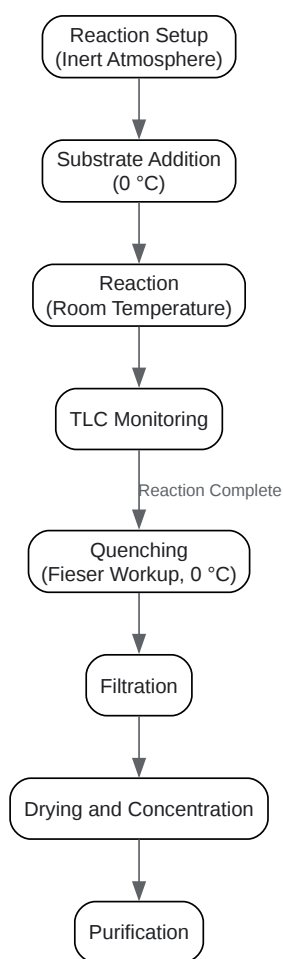 Reaction Setup
(Inert Atmosphere)
Substrate Addition
(0 °C)
Reaction
(Room Temperature)
TLC Monitoring
Reaction Complete
Quenching
(Fieser Workup, 0 °C)
Filtration
Drying and Concentration
Purification